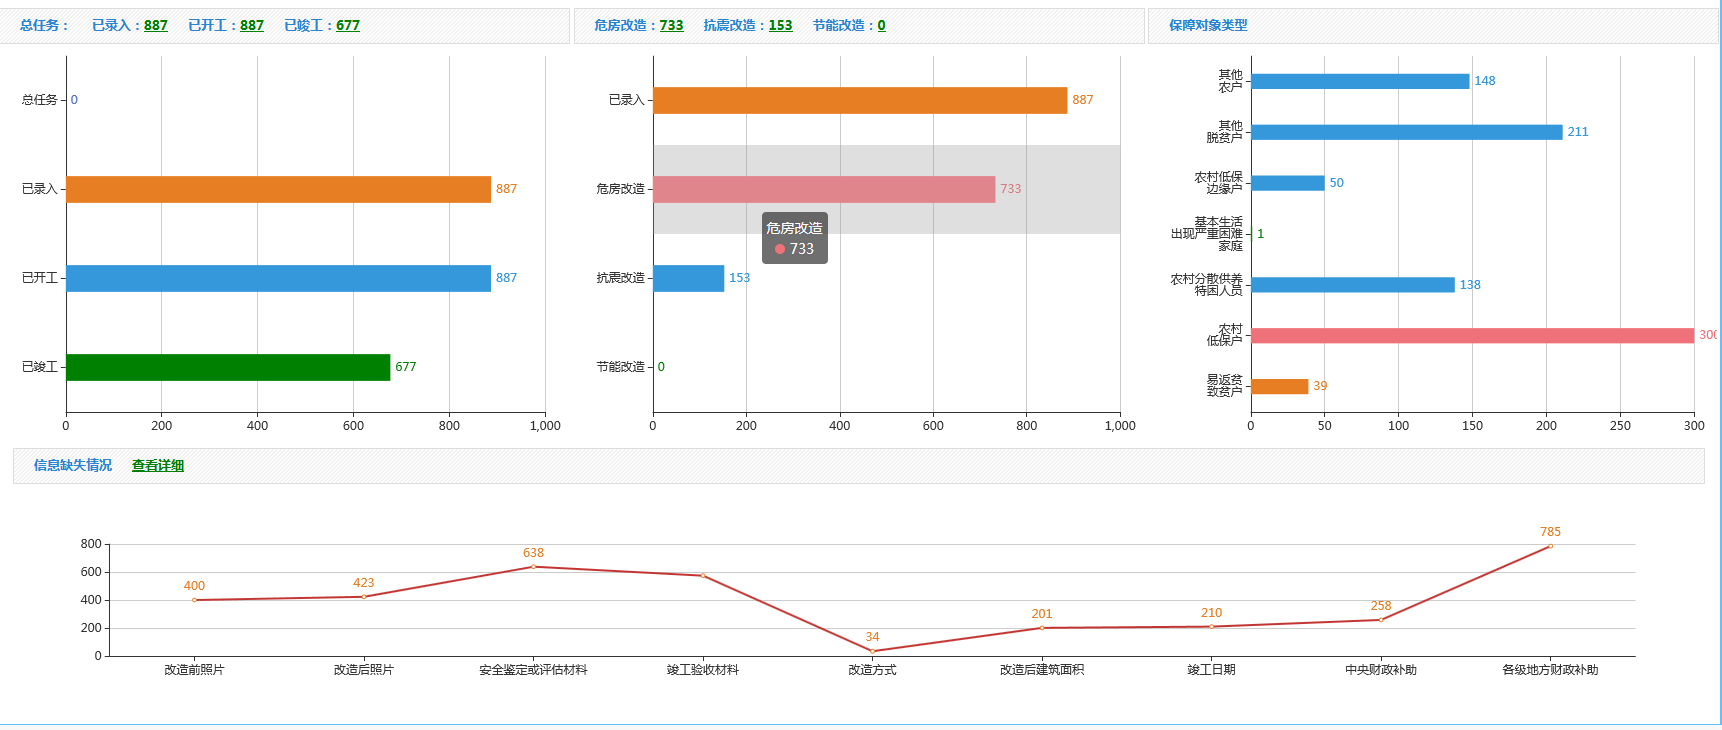 总任务： 已录入：887 已开工：887 已竣工：677
危房改造：733 抗震改造：153 节能改造：0
保障对象类型
总任务 0
已录入 887
已开工 887
已竣工 677
0 200 400 600 800 1,000
已录入 887
危房改造 733
危房改造
733
抗震改造 153
节能改造 0
0 200 400 600 800 1,000
其他
农户 148
其他
脱贫户 211
农村低保
边缘户 50
基本生活
出现严重困难 1
家庭
农村分散供养
特困人员 138
农村
低保户 300
易返贫
致贫户 39
0 50 100 150 200 250 300
信息缺失情况 查看详细
800
600
400
200
0
400 423 638 34 201 210 258 785
改造前照片 改造后照片 安全鉴定或评估材料 竣工验收材料 改造方式 改造后建筑面积 竣工日期 中央财政补助 各级地方财政补助